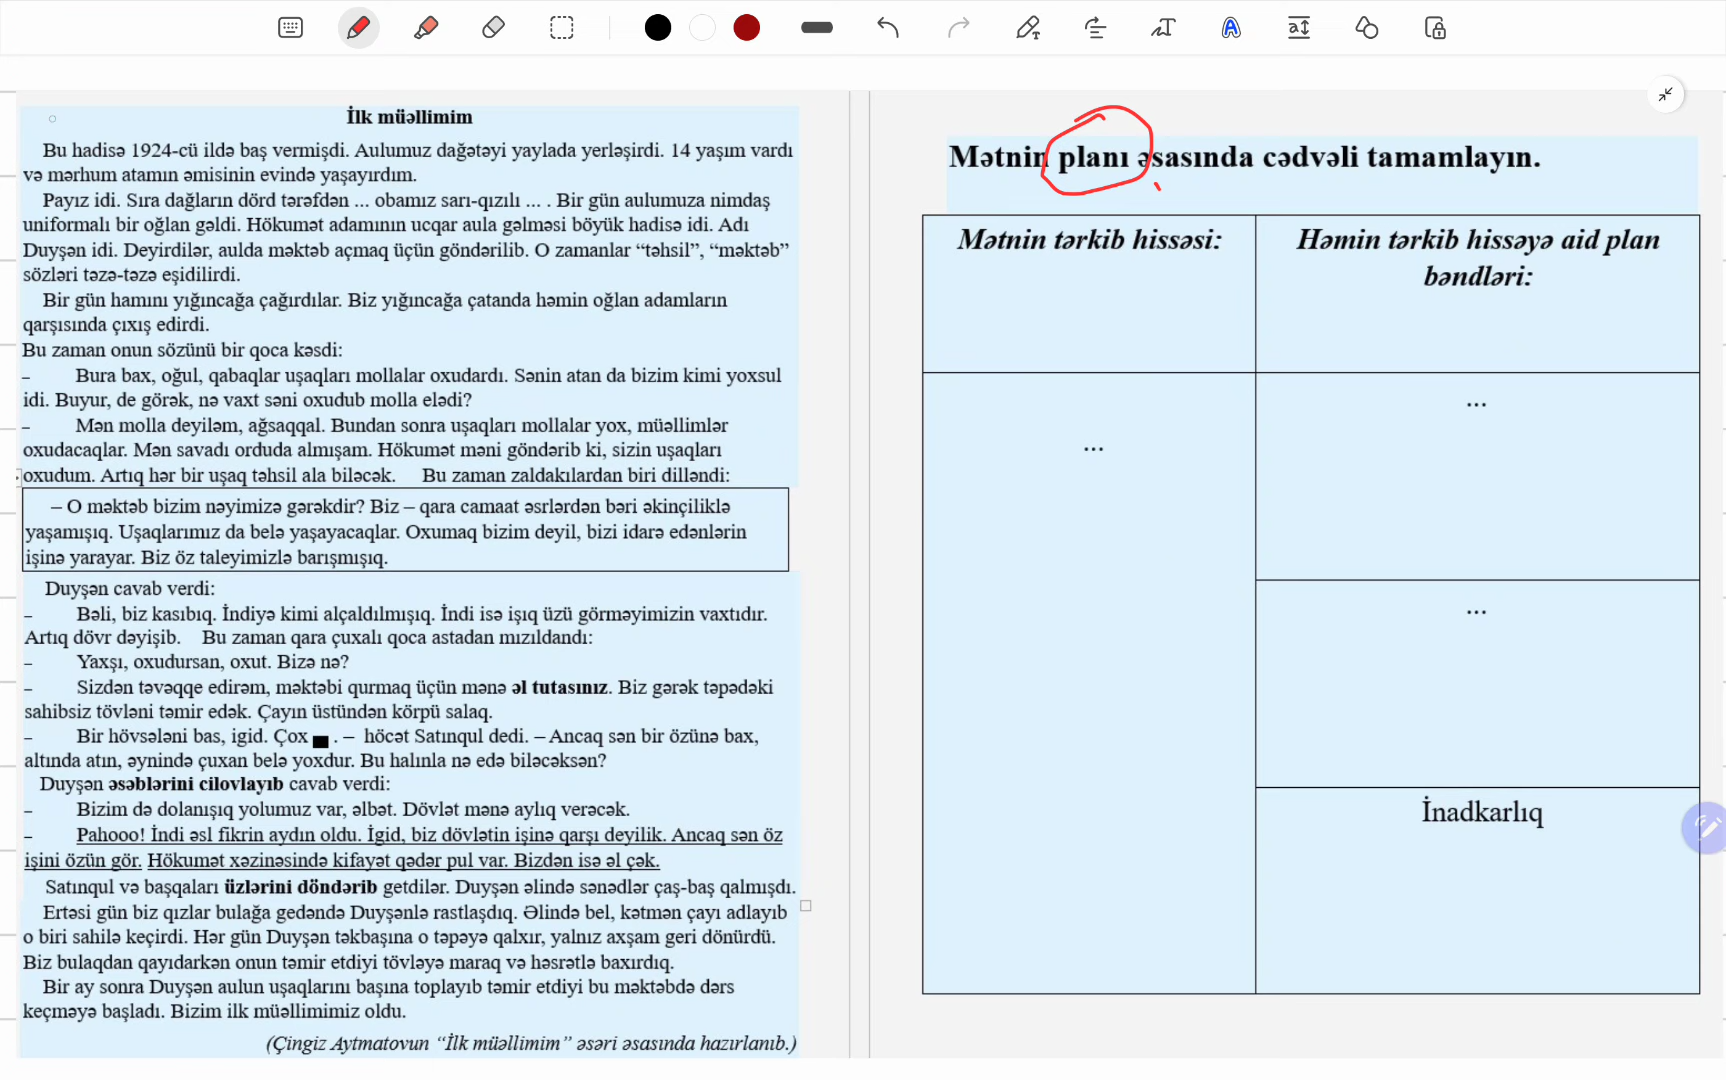 İlk müəllimim
Bu hadisə 1924-cü ildə baş vermişdi. Aulumuz dağətəyi yaylada yerləşirdi. 14 yaşım vardı
və mərhum atamın əmisinin evində yaşayırdım.
Payız idi. Sıra dağların dörd tərəfdən ... obamız sarı-qızılı ... . Bir gün aulumuza nimdaş
uniformalı bir oğlan gəldi. Hökumət adamının ucqar aula gəlməsi böyük hadisə idi. Adı
Duyşən idi. Deyirdilər, aulda məktəb açmaq üçün göndərilib. O zamanlar “təhsil”, “məktəb”
sözləri təzə-təzə eşidilirdi.
Bir gün hamını yığıncağa çağırdılar. Biz yığıncağa çatanda həmin oğlan adamların
qarşısında çıxış edirdi.
Bu zaman onun sözünü bir qoca kəsdi:
– Bura bax, oğul, qabaqlar uşaqları mollalar oxudardı. Sənin atan da bizim kimi yoxsul
idi. Buyur, de görək, nə vaxt səni oxudub molla elədi?
– Mən molla deyiləm, ağsaqqal. Bundan sonra uşaqları mollalar yox, müəllimlər
oxudacaqlar. Mən savadı orduda almışam. Hökumət məni göndərib ki, sizin uşaqları
oxudum. Artıq hər bir uşaq təhsil ala biləcək. Bu zaman zaldakılardan biri dilləndi:
– O məktəb bizim nəyimizə gərəkdir? Biz – qara camaat əsrlərdən bəri əkinçiliklə
yaşamışıq. Uşaqlarımız da belə yaşayacaqlar. Oxumaq bizim deyil, bizi idarə edənlərin
işinə yarayar. Biz öz taleyimizlə barışmışıq.
Duyşən cavab verdi:
– Bəli, biz kasıbıq. İndiyə kimi alçaldılmışıq. İndi isə işıq üzü görməyimizin vaxtıdır.
Artıq dövr dəyişib. Bu zaman qara çuxalı qoca astadan mızıldandı:
– Yaxşı, oxudursan, oxut. Bizə nə?
– Sizdən təvəqqe edirəm, məktəbi qurmaq üçün mənə əl tutasınız. Biz gərək təpədəki
sahibsiz tövləni təmir edək. Çayın üstündən körpü salaq.
– Bir hövsələni bas, igid. Çox . – höcət Satınqul dedi. – Ancaq sən bir özünə bax,
altında atın, əynində çuxan belə yoxdur. Bu halınla nə edə biləcəksən?
Duyşən əsəblərini cilovlayıb cavab verdi:
– Bizim də dolanışıq yolumuz var, əlbət. Dövlət mənə aylıq verəcək.
– Pahooo! İndi əsl fikrin aydın oldu. İgid, biz dövlətin işinə qarşı deyilik. Ancaq sən öz
işini özün gör. Hökumət xəzinəsində kifayət qədər pul var. Bizdən isə əl çək.
Satınqul və başqaları üzlərini döndərib getdilər. Duyşən əlində sənədlər çaş-baş qalmışdı.
Ertəsi gün biz qızlar bulağa gedəndə Duyşənlə rastlaşdıq. Əlində bel, kətmən çayı adlayıb
o biri sahilə keçirdi. Hər gün Duyşən təkbaşına o təpəyə qalxır, yalnız axşam geri dönürdü.
Biz bulaqdan qayıdarkən onun təmir etdiyi tövləyə maraq və həsrətlə baxırdıq.
Bir ay sonra Duyşən aulun uşaqlarını başına toplayıb təmir etdiyi bu məktəbdə dərs
keçməyə başladı. Bizim ilk müəllimimiz oldu.
(Çingiz Aytmatovun “İlk müəllimim” əsəri əsasında hazırlanıb.)
Mətnin planı əsasında cədvəli tamamlayın.
Mətnin tərkib hissəsi:
Həmin tərkib hissəyə aid plan
bəndləri:
...
...
...
İnadkarlıq